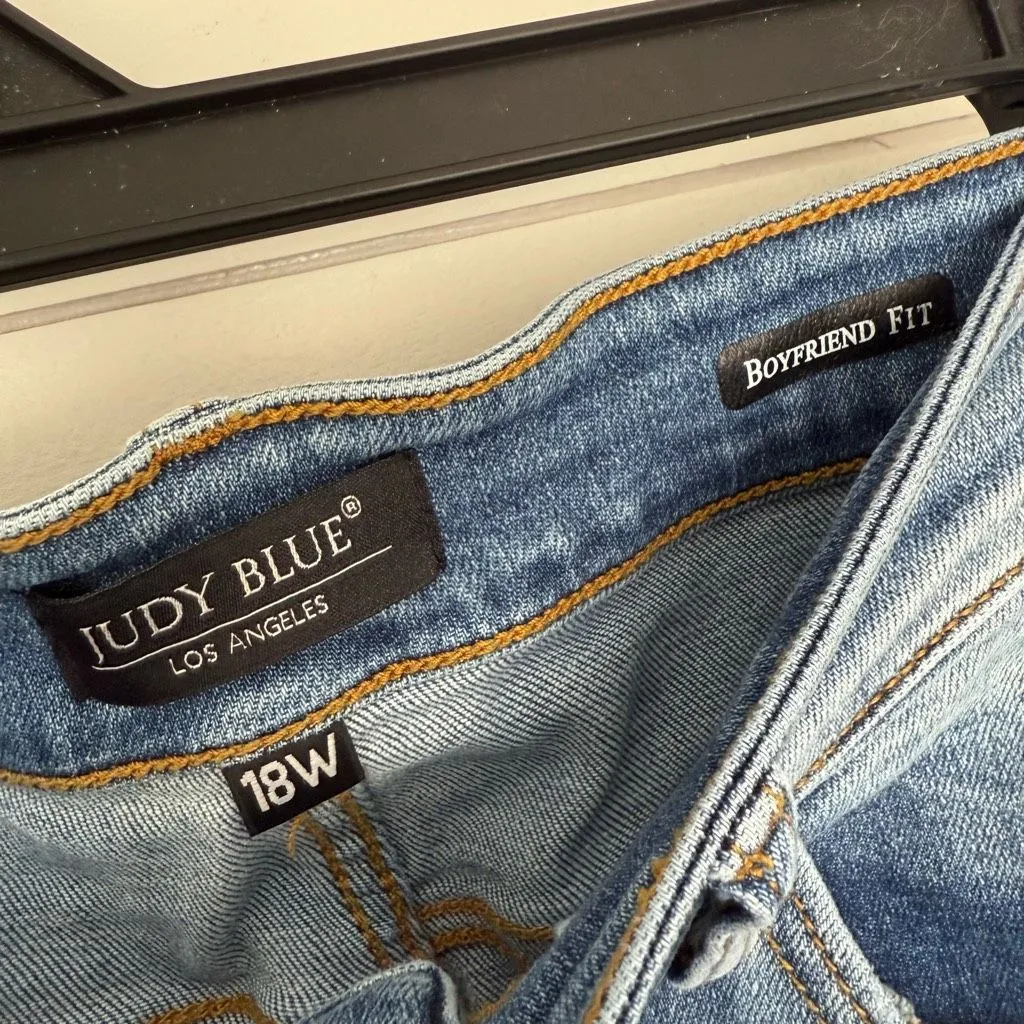 BOYFRIEND FIT
JUDY BLUE®
LOS ANGELES
18W